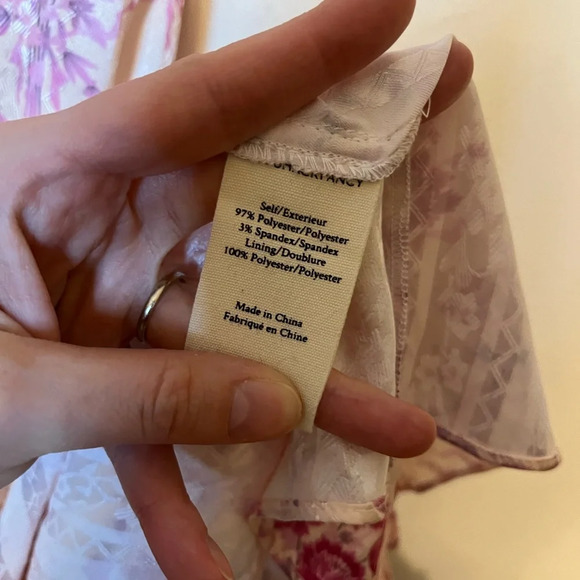 Self/Exterieur
97% Polyester/Polyester
3% Spandex/Spandex
Lining/Doublure
100% Polyester/Polyester
Made in China
Fabriqué en Chine